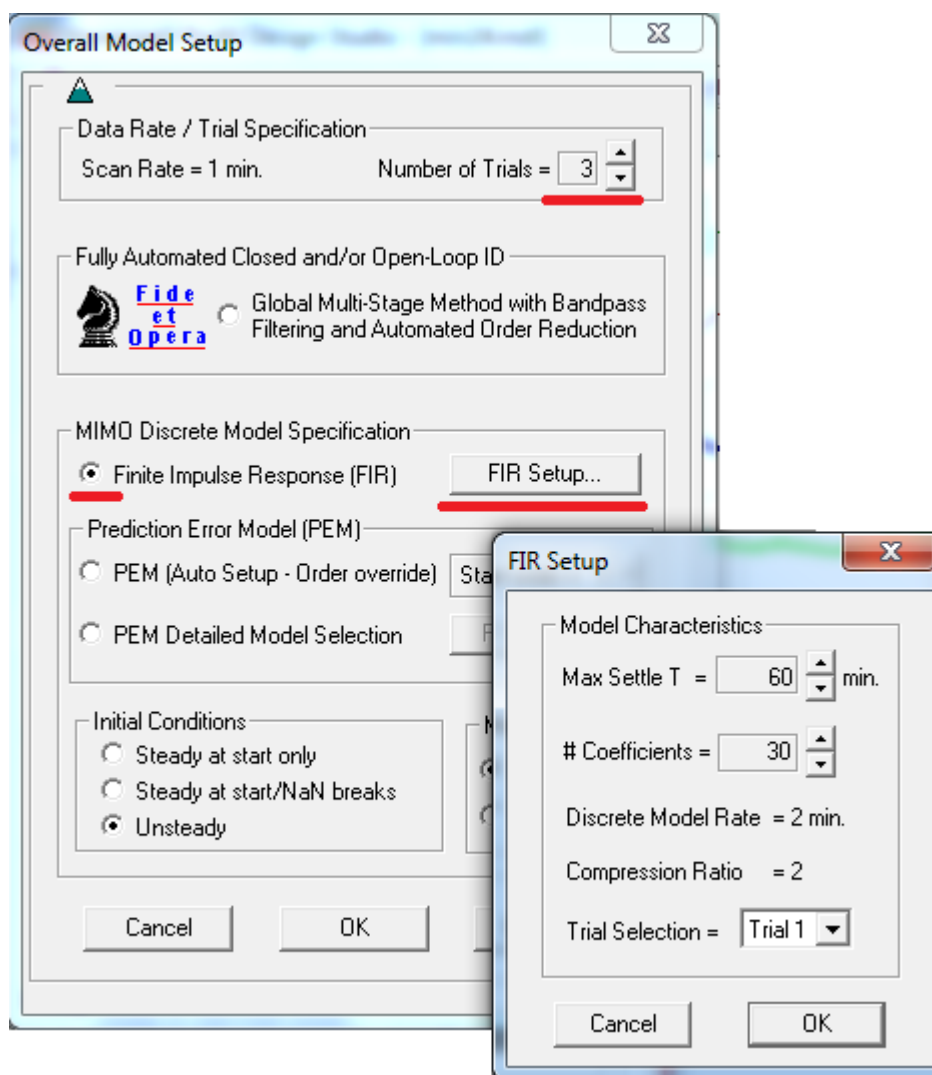 Overall Model Setup
Data Rate / Trial Specification
Scan Rate = 1 min.
Number of Trials = 3
Fully Automated Closed and/or Open-Loop ID
Fide
et
Opera
Global Multi-Stage Method with Bandpass
Filtering and Automated Order Reduction
MIMO Discrete Model Specification
Finite Impulse Response (FIR)
FIR Setup...
Prediction Error Model (PEM)
PEM (Auto Setup - Order override)
PEM Detailed Model Selection
Initial Conditions
Steady at start only
Steady at start/NaN breaks
Unsteady
Cancel
OK
FIR Setup
Model Characteristics
Max Settle T = 60 min.
# Coefficients = 30
Discrete Model Rate = 2 min.
Compression Ratio = 2
Trial Selection = Trial 1
Cancel
OK